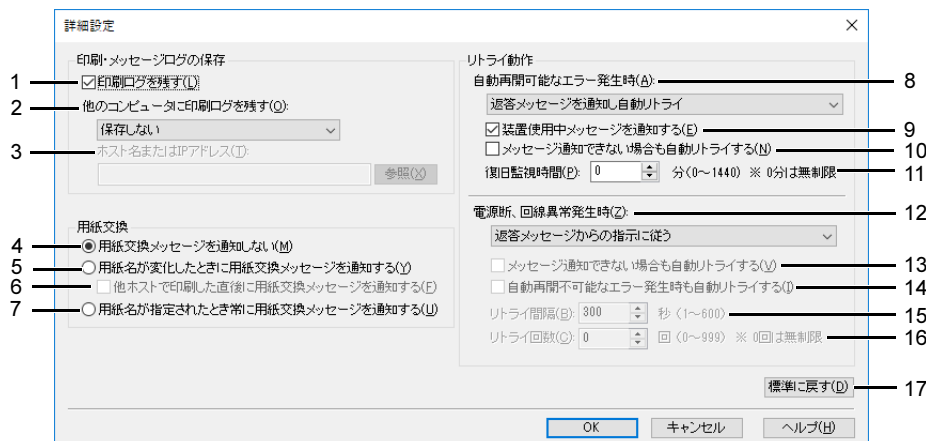 詳細設定
印刷・メッセージログの保存
1 印刷ログを残す(L)
2 他のコンピュータに印刷ログを残す(O):
保存しない
3 ホスト名またはIPアドレス(T):
参照(X)
用紙交換
4 用紙交換メッセージを通知しない(M)
5 用紙名が変化したときに用紙交換メッセージを通知する(Y)
6 他ホストで印刷した直後に用紙交換メッセージを通知する(F)
7 用紙名が指定されたとき常に用紙交換メッセージを通知する(U)
リトライ動作
自動再開可能なエラー発生時(A): 8
返答メッセージを通知し自動リトライ
装置使用中メッセージを通知する(E) 9
メッセージ通知できない場合も自動リトライする(N) 10
復旧監視時間(P): 0 分(0～1440) ※ 0分は無制限 11
電源断、回線異常発生時(Z): 12
返答メッセージからの指示に従う
メッセージ通知できない場合も自動リトライする(V) 13
自動再開不可能なエラー発生時も自動リトライする(I) 14
リトライ間隔(B): 300 秒 (1～600) 15
リトライ回数(C): 0 回 (0～999) ※ 0回は無制限 16
標準に戻す(D) 17
OK キャンセル ヘルプ(H)